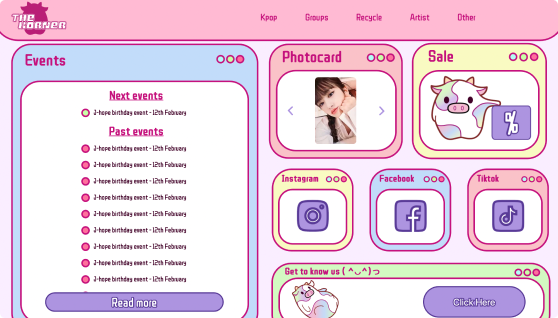 THE
KORNER
Kpop Groups Recycle Artist Other
Events
Next events
J-hope birthday event - 12th February
Past events
J-hope birthday event - 12th February
J-hope birthday event - 12th February
J-hope birthday event - 12th February
J-hope birthday event - 12th February
J-hope birthday event - 12th February
J-hope birthday event - 12th February
J-hope birthday event - 12th February
J-hope birthday event - 12th February
J-hope birthday event - 12th February
Read more
Photocard
Sale
%
Instagram
Facebook
Tiktok
Get to know us ( ^◡^)っ
Click Here